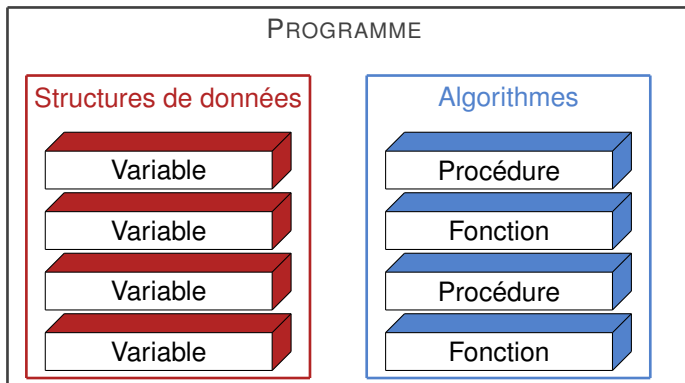 PROGRAMME
Structures de données
Variable
Variable
Variable
Variable
Algorithmes
Procédure
Fonction
Procédure
Fonction